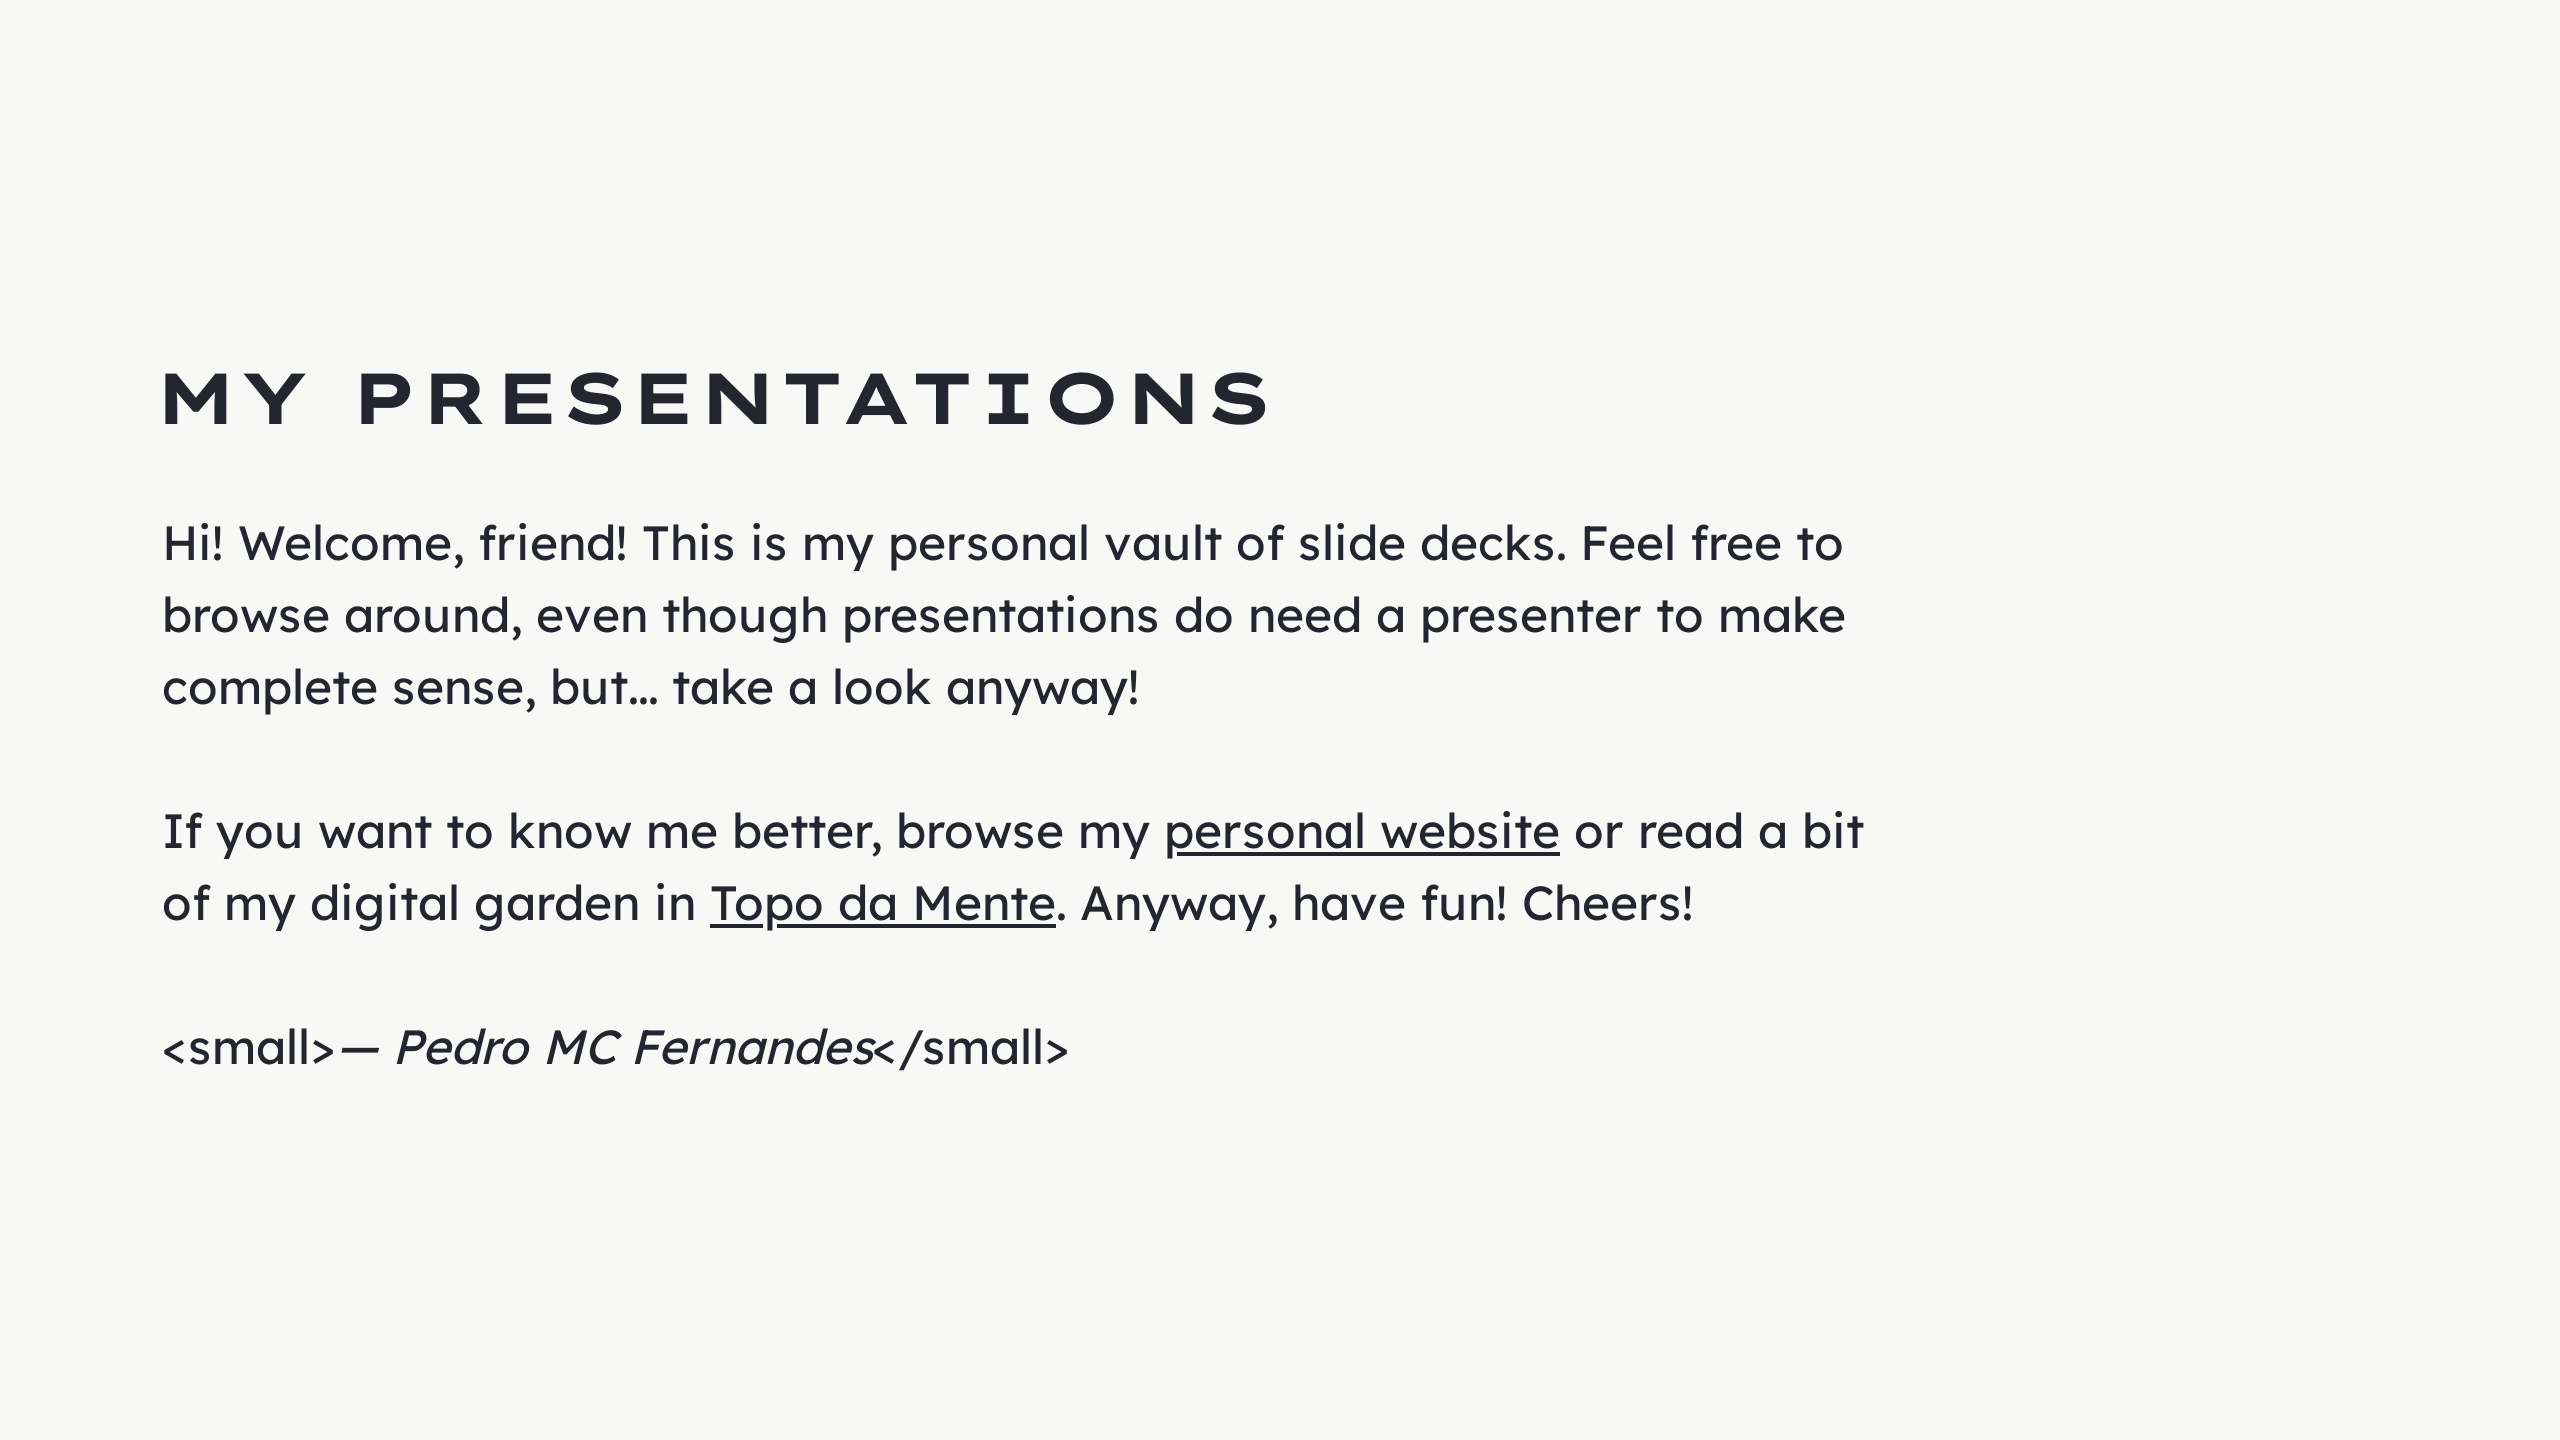 MY PRESENTATIONS
Hi! Welcome, friend! This is my personal vault of slide decks. Feel free to
browse around, even though presentations do need a presenter to make
complete sense, but… take a look anyway!
If you want to know me better, browse my personal website or read a bit
of my digital garden in Topo da Mente. Anyway, have fun! Cheers!
<small>— Pedro MC Fernandes</small>